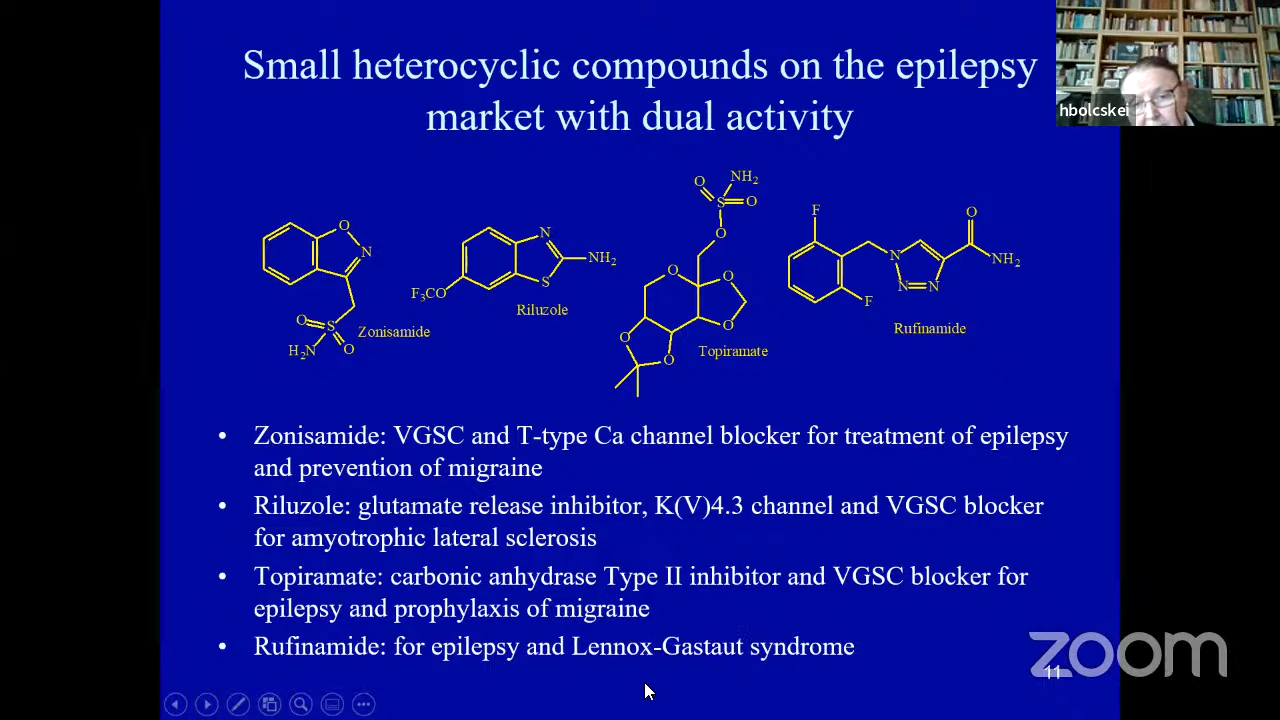 Small heterocyclic compounds on the epilepsy
market with dual activity
hbolcskei
O
N
O
S
O
H₂N
Zonisamide
N
S
NH₂
F₃CO
Riluzole
O
NH₂
S
O
O
O
O
O
O
O
Topiramate
F
F
N
N
N
O
NH₂
Rufinamide
• Zonisamide: VGSC and T-type Ca channel blocker for treatment of epilepsy
and prevention of migraine
• Riluzole: glutamate release inhibitor, K(V)4.3 channel and VGSC blocker
for amyotrophic lateral sclerosis
• Topiramate: carbonic anhydrase Type II inhibitor and VGSC blocker for
epilepsy and prophylaxis of migraine
• Rufinamide: for epilepsy and Lennox-Gastaut syndrome
zoom
11